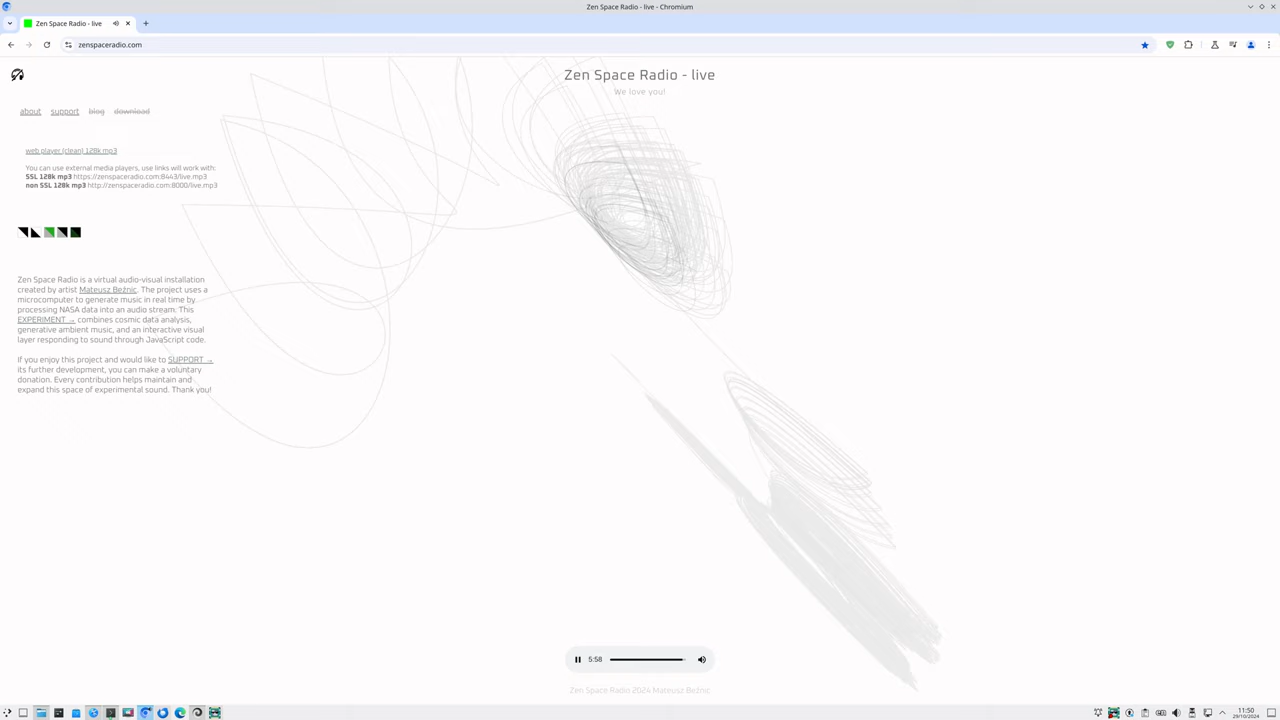 Zen Space Radio - live - Chromium
Zen Space Radio - live
zenspaceradio.com
Zen Space Radio - live
We love you!
about support blog download
web player (clean) 128k mp3
You can use external media players, use links will work with:
SSL 128k mp3 https://zenspaceradio.com:8443/live.mp3
non SSL 128k mp3 http://zenspaceradio.com:8000/live.mp3
Zen Space Radio is a virtual audio-visual installation
created by artist Mateusz Bežnic. The project uses a
microcomputer to generate music in real time by
processing NASA data into an audio stream. This
EXPERIMENT → combines cosmic data analysis,
generative ambient music, and an interactive visual
layer responding to sound through JavaScript code.
If you enjoy this project and would like to SUPPORT →
its further development, you can make a voluntary
donation. Every contribution helps maintain and
expand this space of experimental sound. Thank you!
5:58
Zen Space Radio 2024 Mateusz Bežnic
11:50
29/10/2024